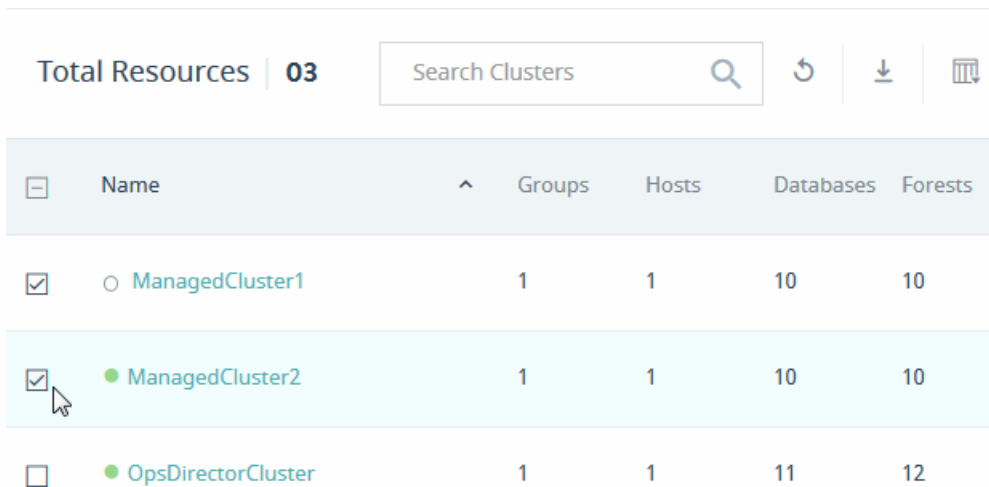 Total Resources 03 Search Clusters
Name Groups Hosts Databases Forests
ManagedCluster1 1 1 10 10
ManagedCluster2 1 1 10 10
OpsDirectorCluster 1 1 11 12